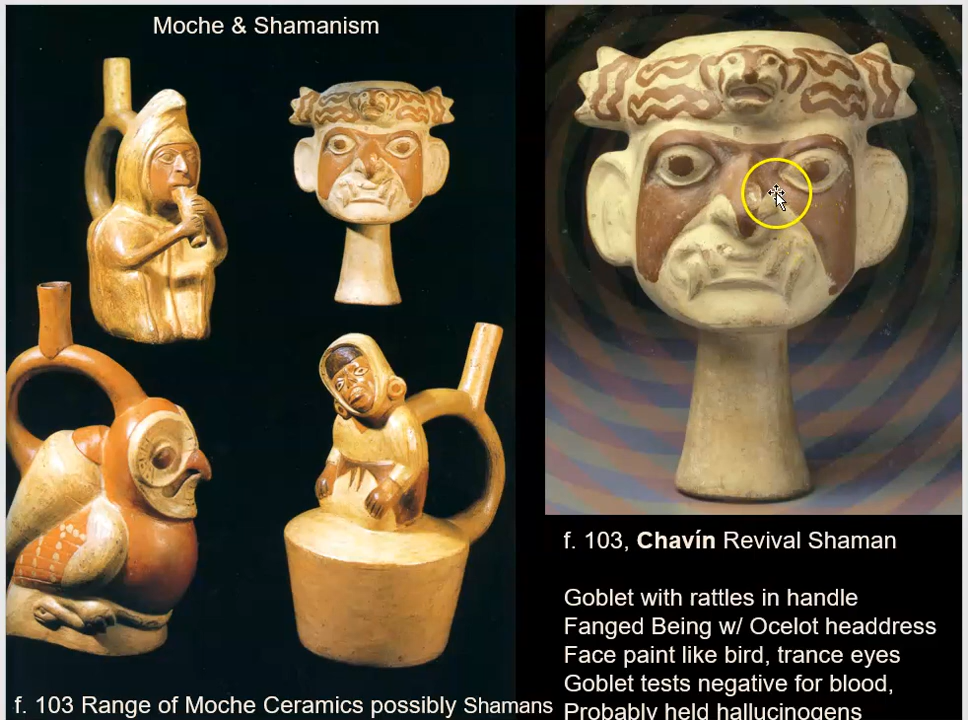 Moche & Shamanism
f. 103 Range of Moche Ceramics possibly Shamans
f. 103, Chavín Revival Shaman
Goblet with rattles in handle
Fanged Being w/ Ocelot headdress
Face paint like bird, trance eyes
Goblet tests negative for blood,
Probably held hallucinogens